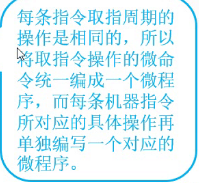 每条指令取指周期的
操作是相同的，所以
将取指令操作的微命
令统一编成一个微程
序，而每条机器指令
所对应的具体操作再
单独编写一个对应的
微程序。